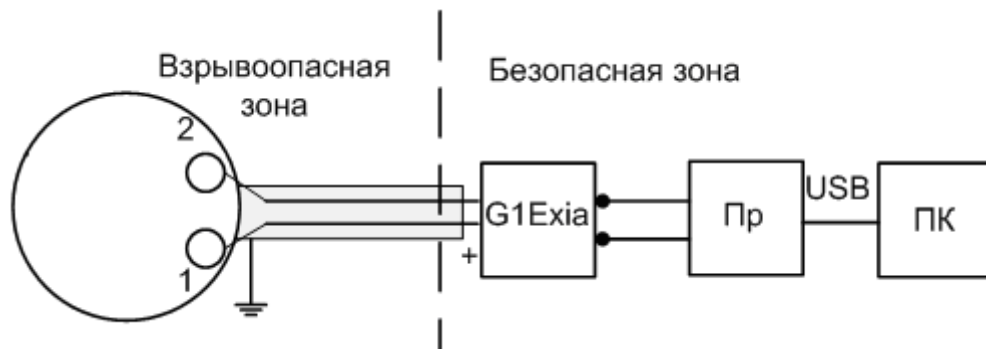 Взрывоопасная
зона
Безопасная зона
2
1
+
G1Exia
Пр
USB
ПК